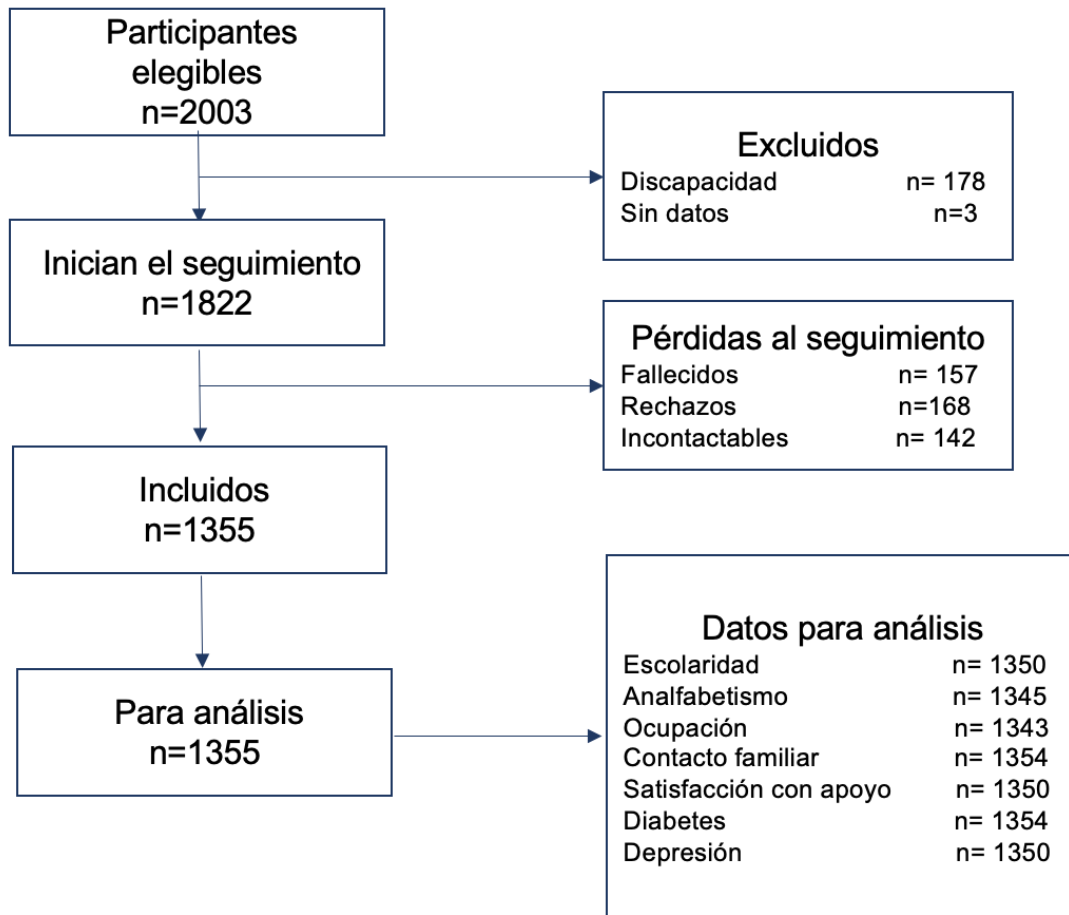 Participantes
elegibles
n=2003
Excluidos
Discapacidad n= 178
Sin datos n=3
Inician el seguimiento
n=1822
Pérdidas al seguimiento
Fallecidos n= 157
Rechazos n=168
Incontactables n= 142
Incluidos
n=1355
Para análisis
n=1355
Datos para análisis
Escolaridad n= 1350
Analfabetismo n= 1345
Ocupación n= 1343
Contacto familiar n= 1354
Satisfacción con apoyo n= 1350
Diabetes n= 1354
Depresión n= 1350